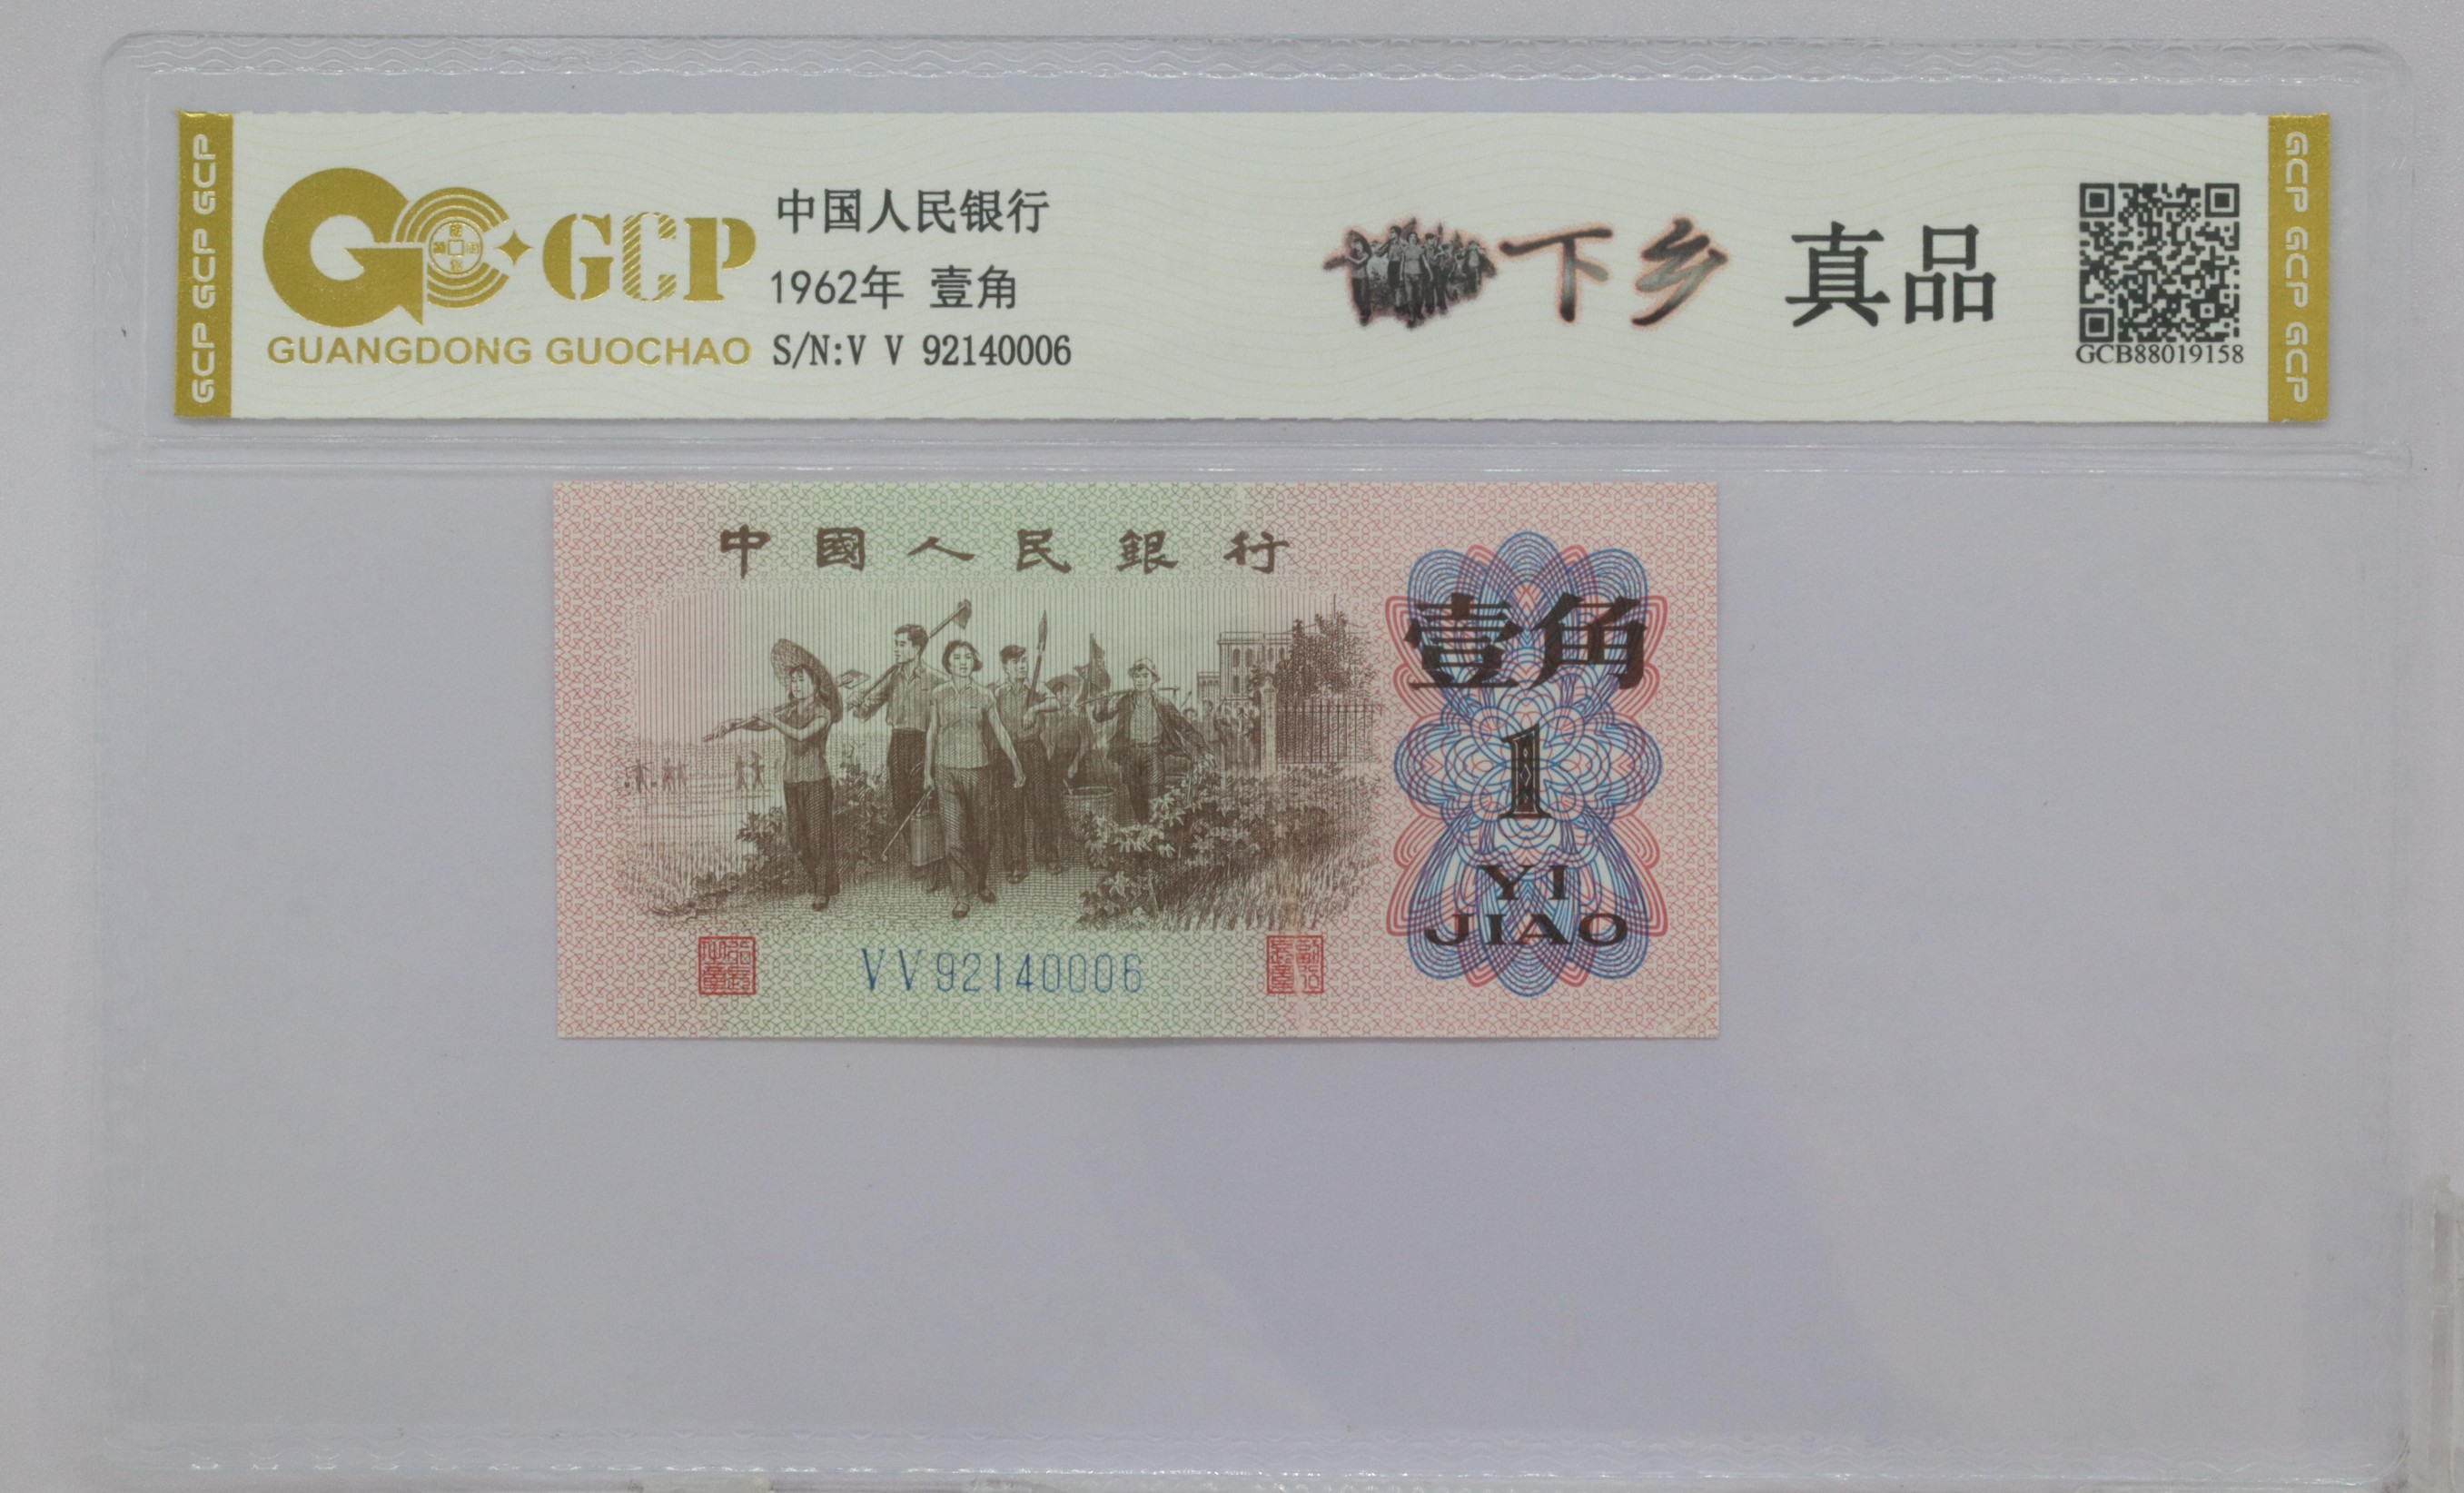 GCP GCP GCP
GCP
GUANGDONG GUOCHAO
中国人民银行
1962年 壹角
S/N:V V 92140006
下乡 真品
GCB88019158
GCP GCP GCP
中國人民銀行
壹角
1
YI
JIAO
VV92140006